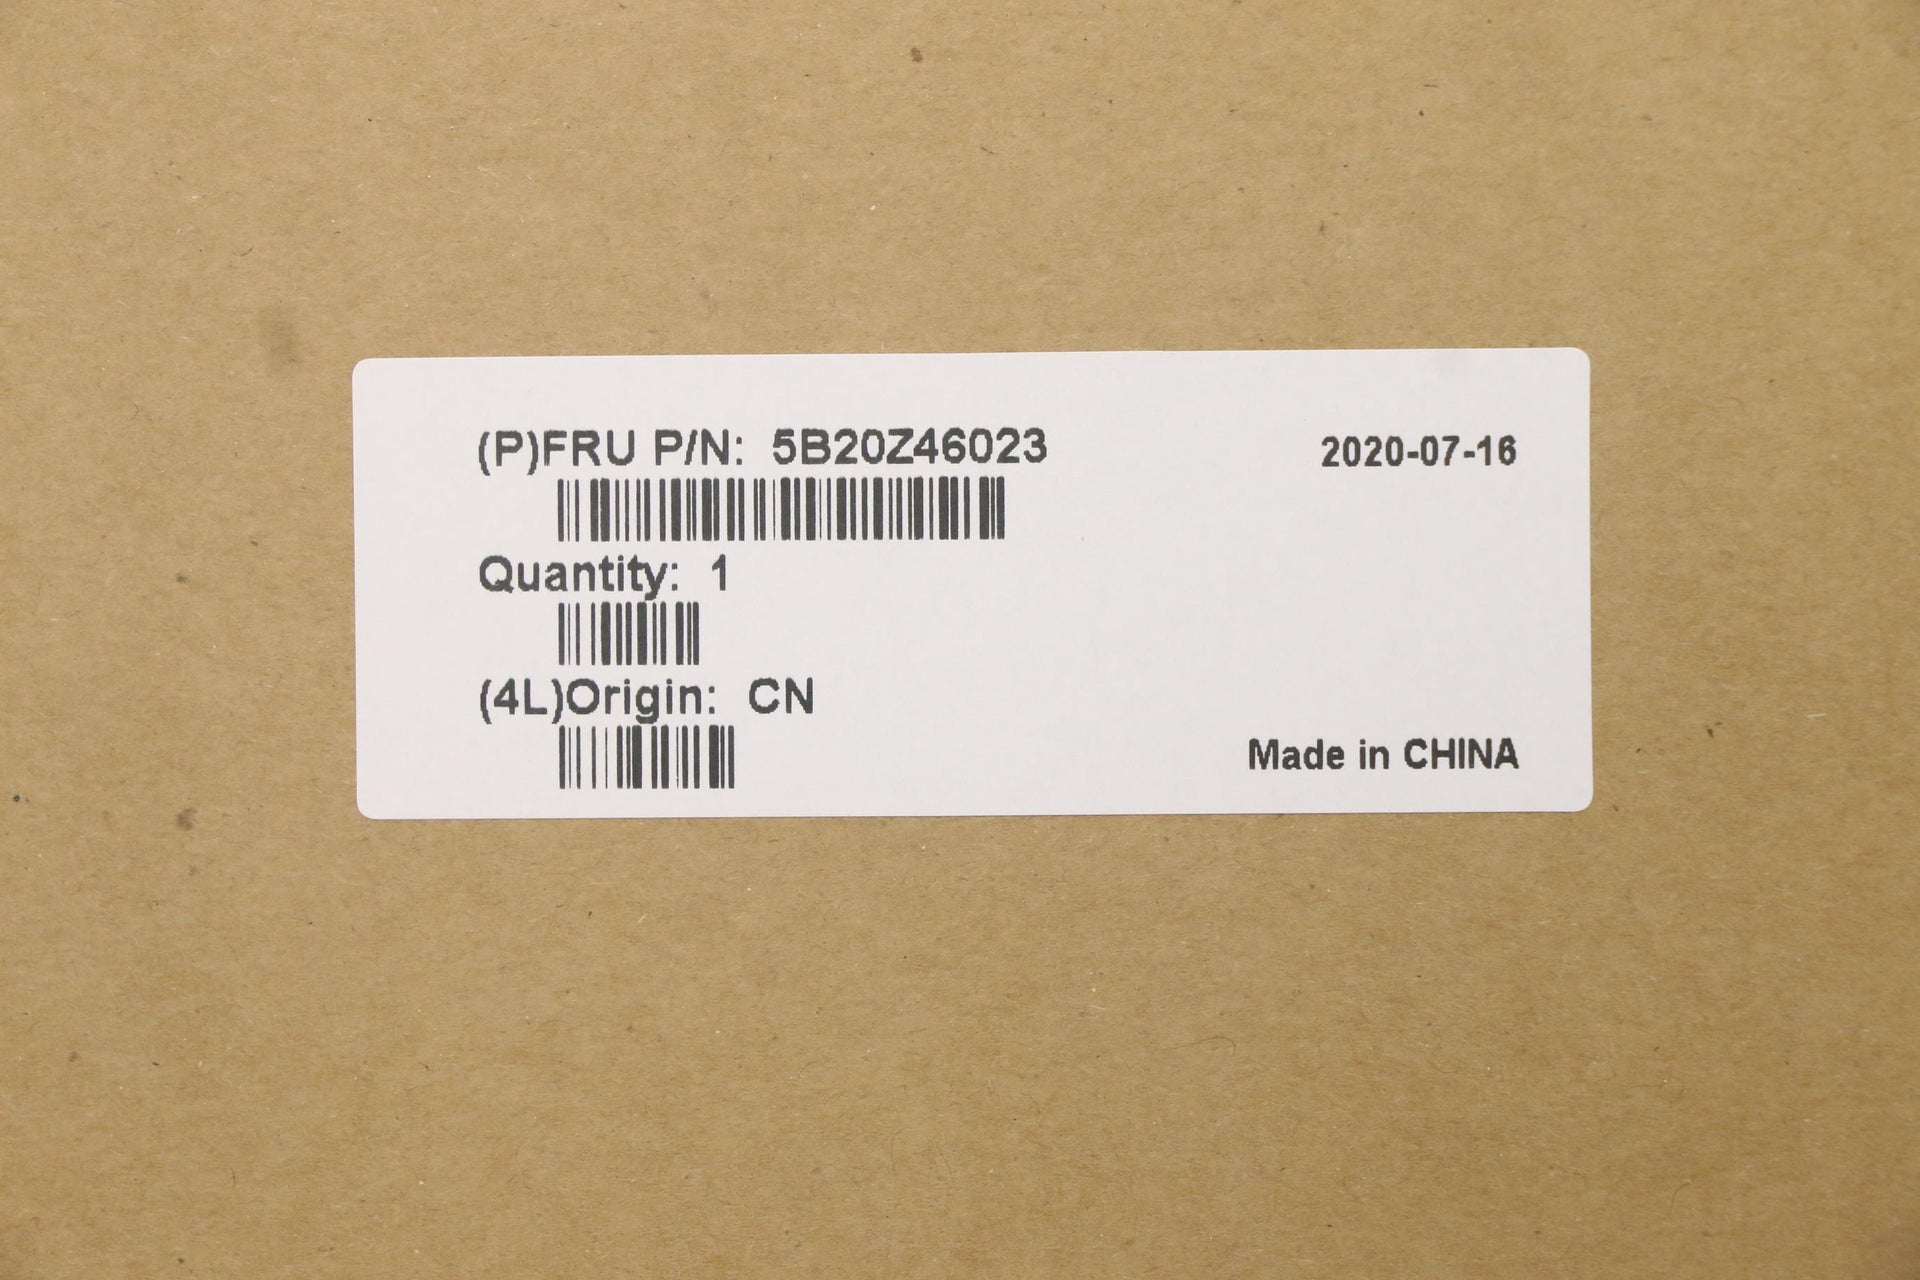 (P)FRU P/N: 5B20Z46023
2020-07-16
Quantity: 1
(4L)Origin: CN
Made in CHINA